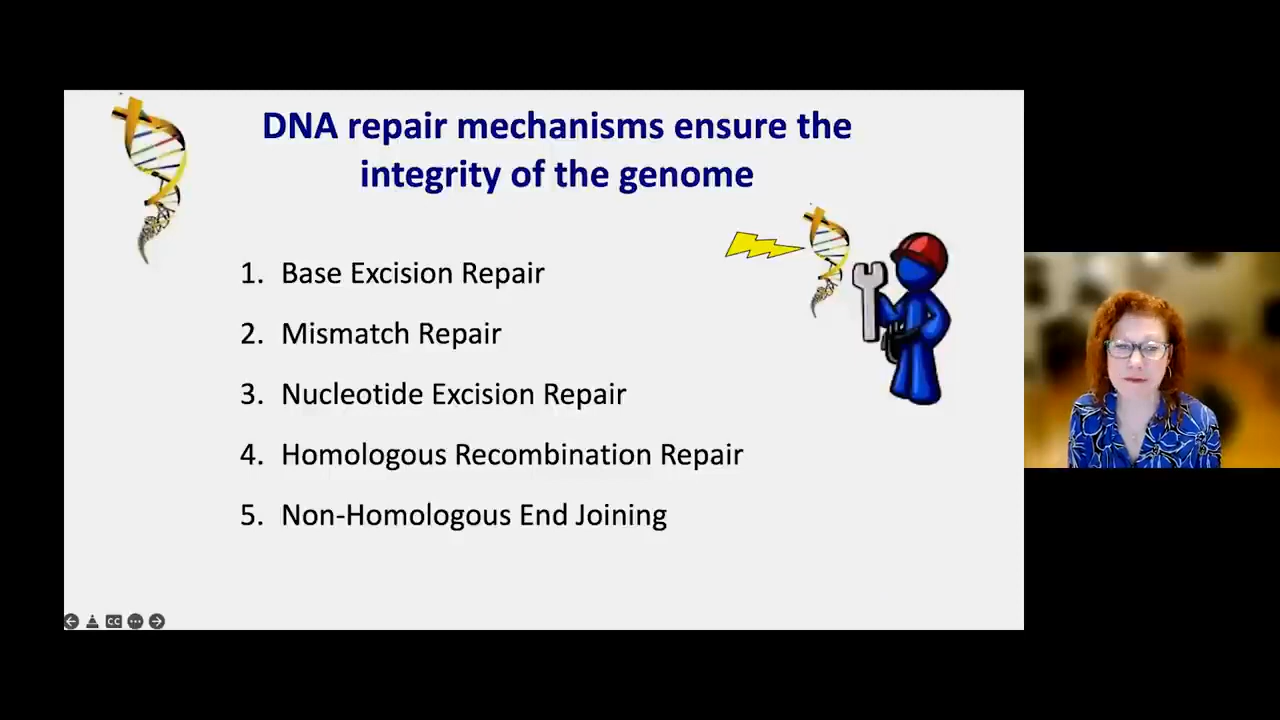 DNA repair mechanisms ensure the
integrity of the genome
1. Base Excision Repair
2. Mismatch Repair
3. Nucleotide Excision Repair
4. Homologous Recombination Repair
5. Non-Homologous End Joining
CC